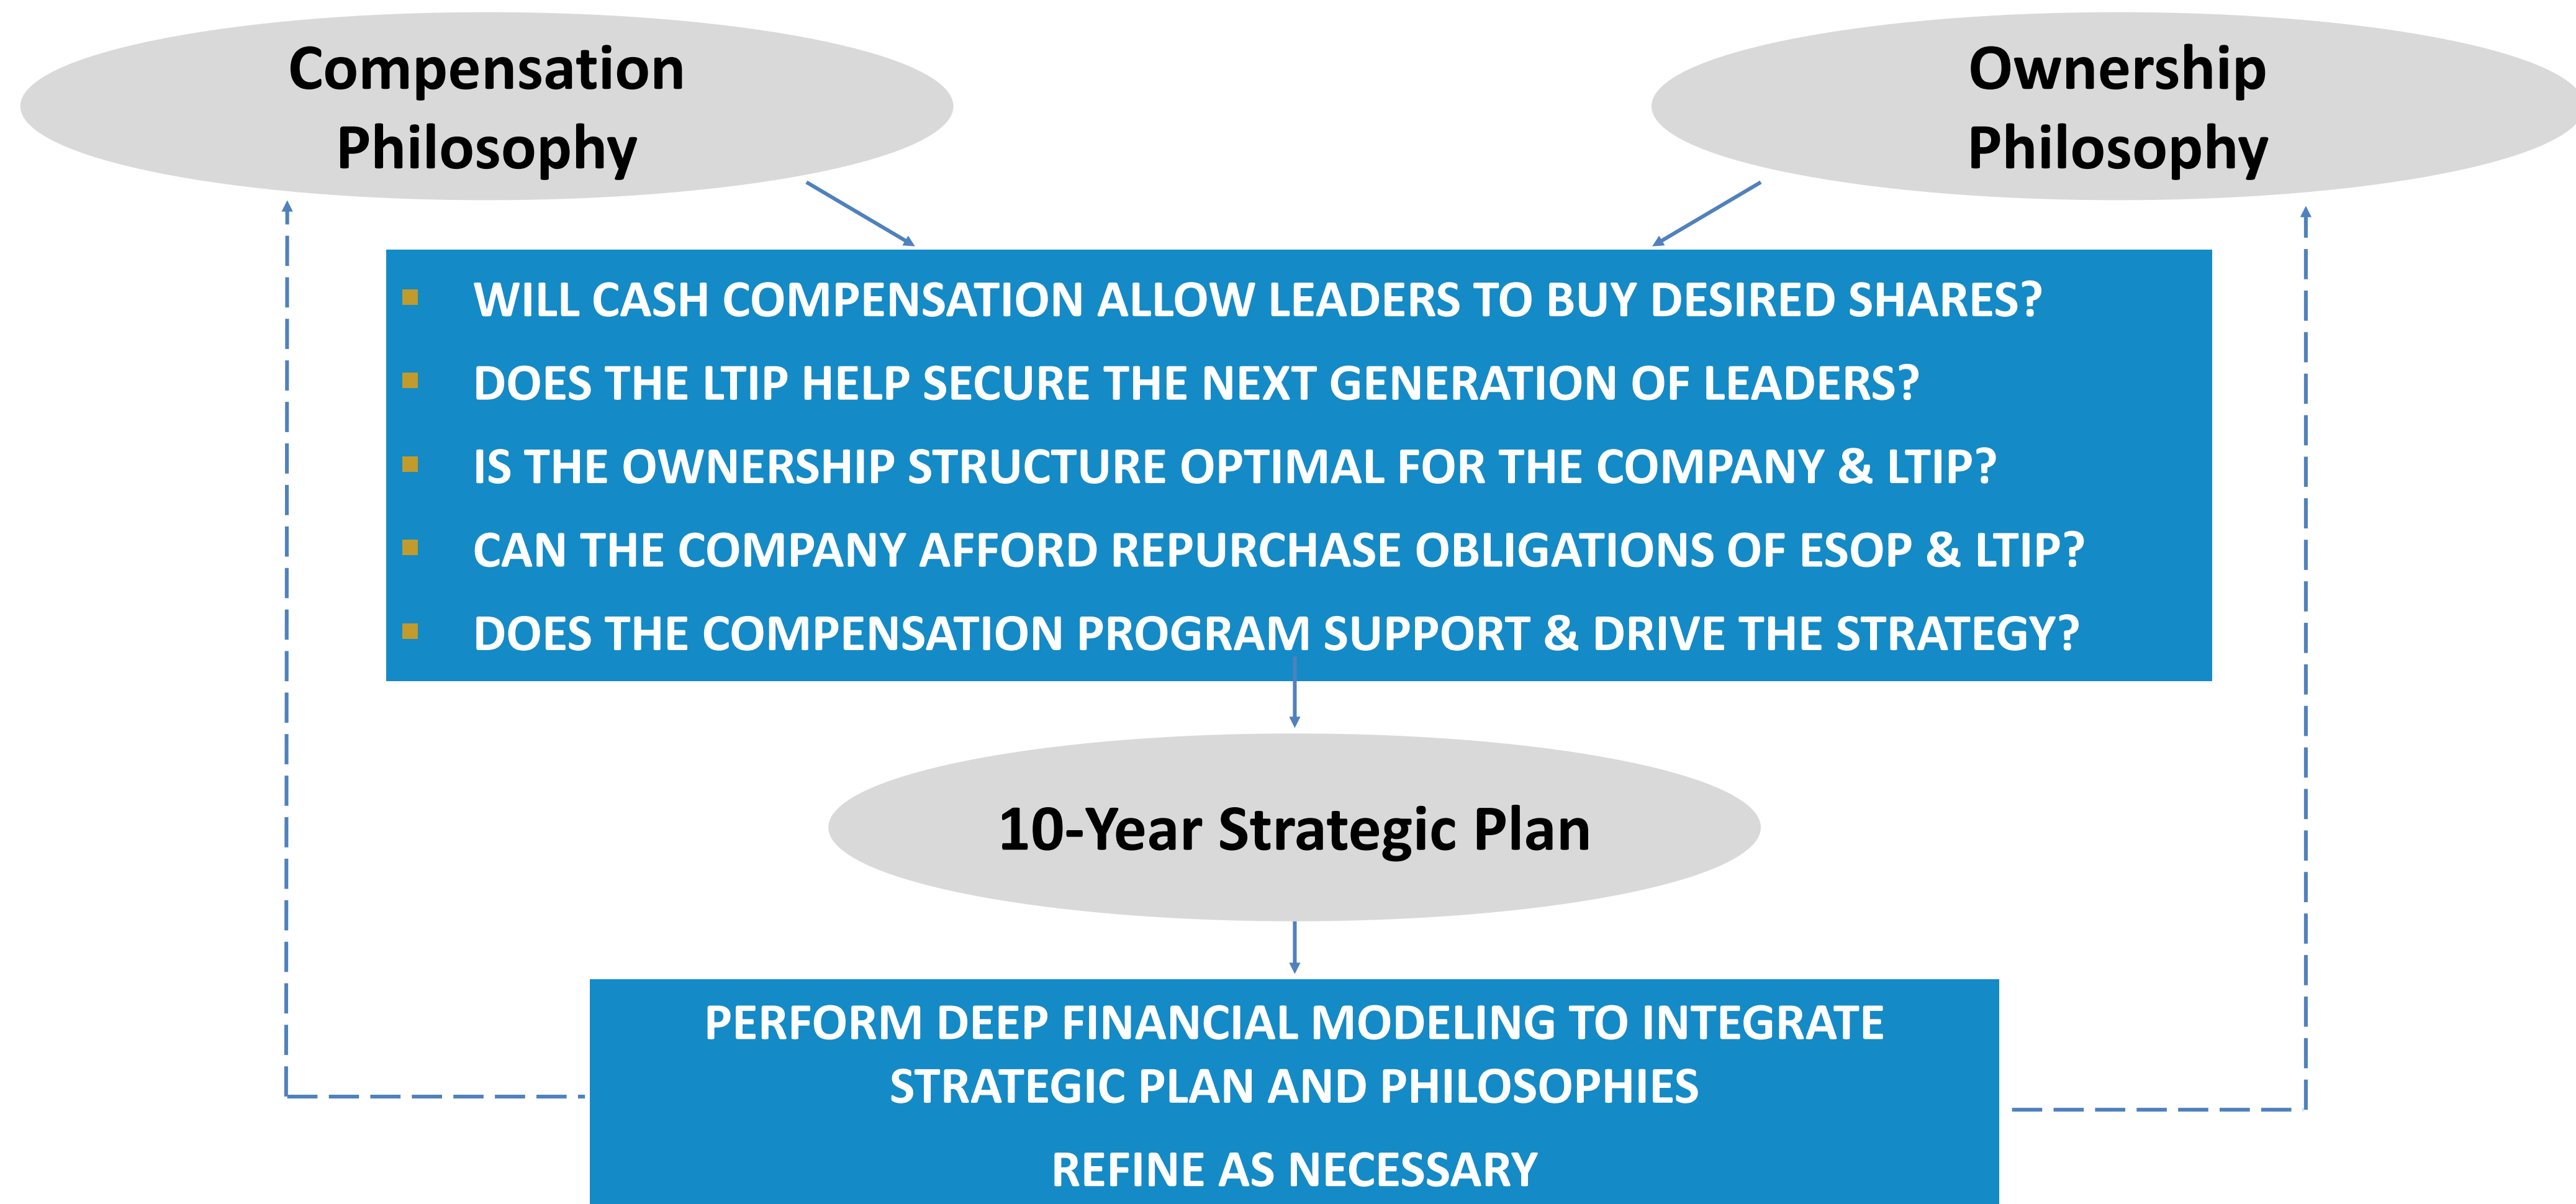 Compensation
Philosophy
Ownership
Philosophy
WILL CASH COMPENSATION ALLOW LEADERS TO BUY DESIRED SHARES?
DOES THE LTIP HELP SECURE THE NEXT GENERATION OF LEADERS?
IS THE OWNERSHIP STRUCTURE OPTIMAL FOR THE COMPANY & LTIP?
CAN THE COMPANY AFFORD REPURCHASE OBLIGATIONS OF ESOP & LTIP?
DOES THE COMPENSATION PROGRAM SUPPORT & DRIVE THE STRATEGY?
10-Year Strategic Plan
PERFORM DEEP FINANCIAL MODELING TO INTEGRATE
STRATEGIC PLAN AND PHILOSOPHIES
REFINE AS NECESSARY